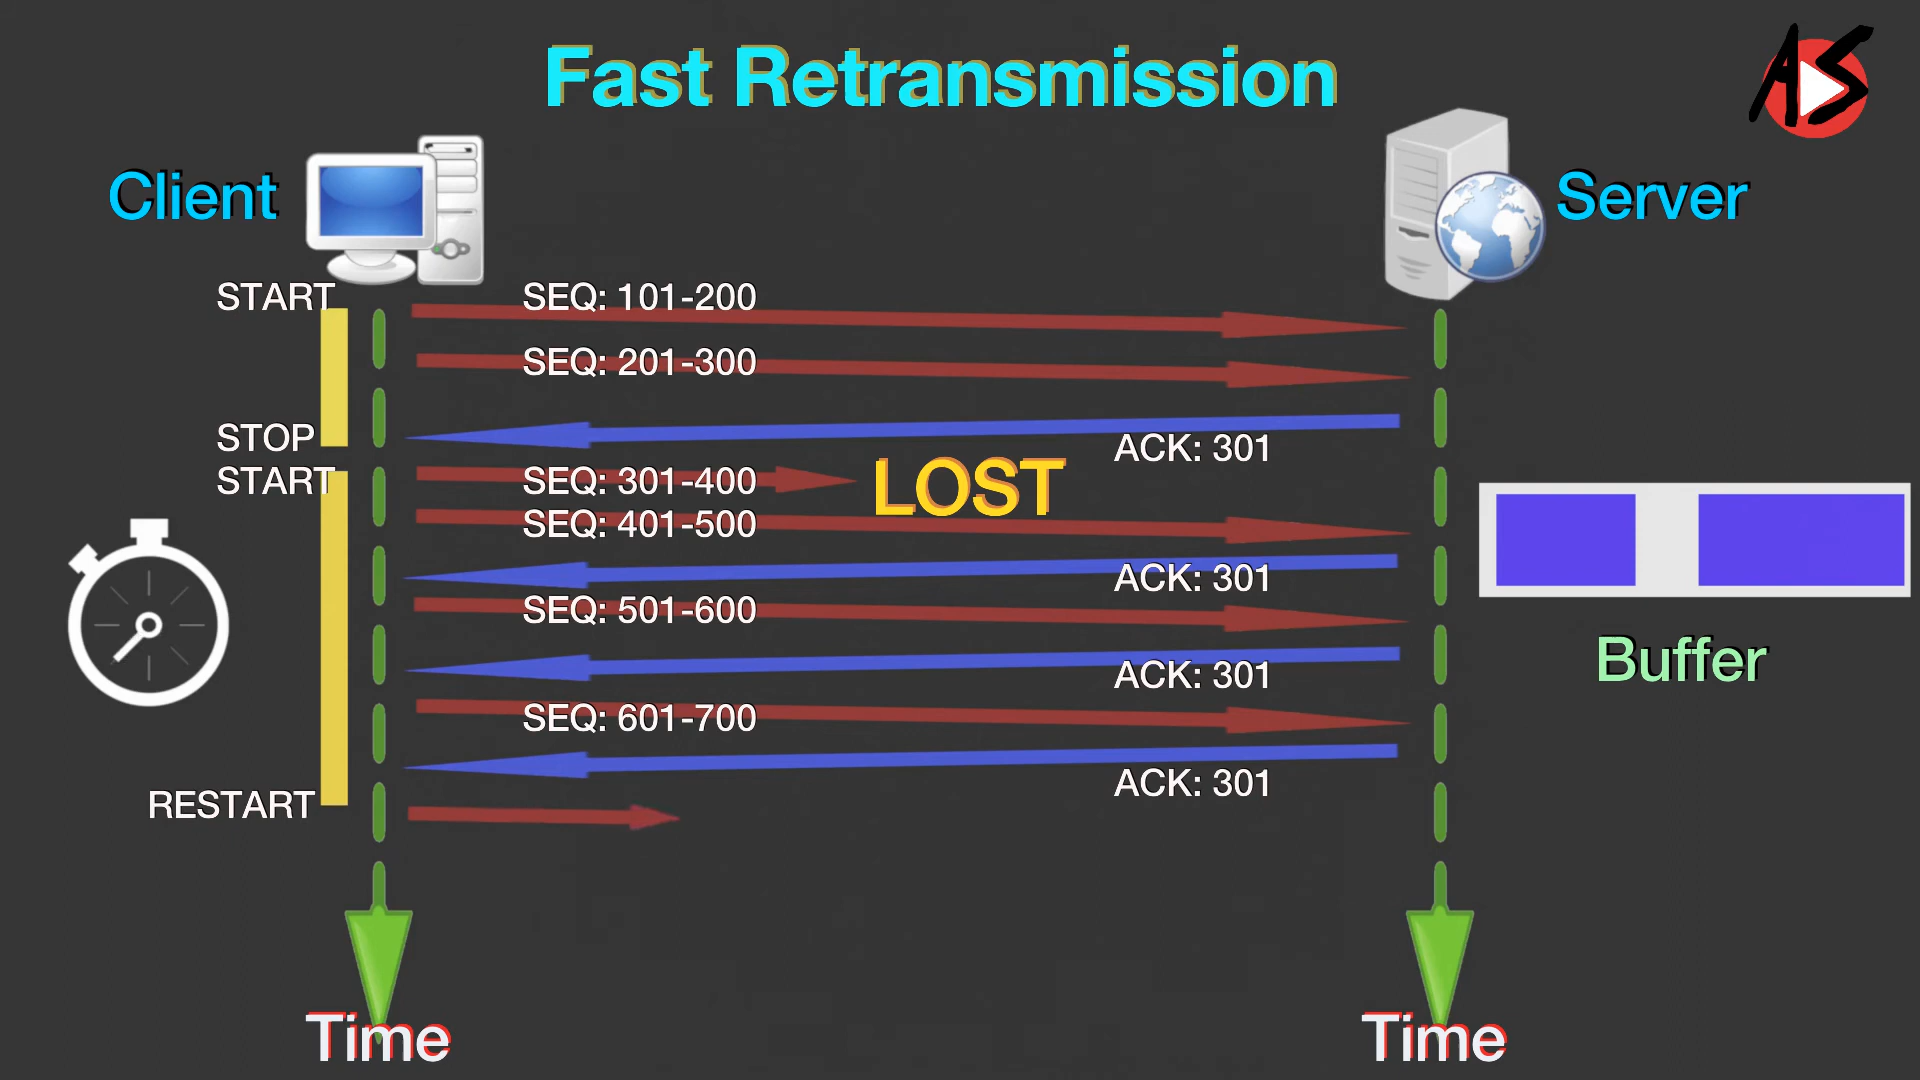 Fast Retransmission
AS
Client
Server
START
SEQ: 101-200
SEQ: 201-300
STOP
ACK: 301
START
SEQ: 301-400
LOST
SEQ: 401-500
ACK: 301
SEQ: 501-600
Buffer
ACK: 301
SEQ: 601-700
ACK: 301
RESTART
Time
Time